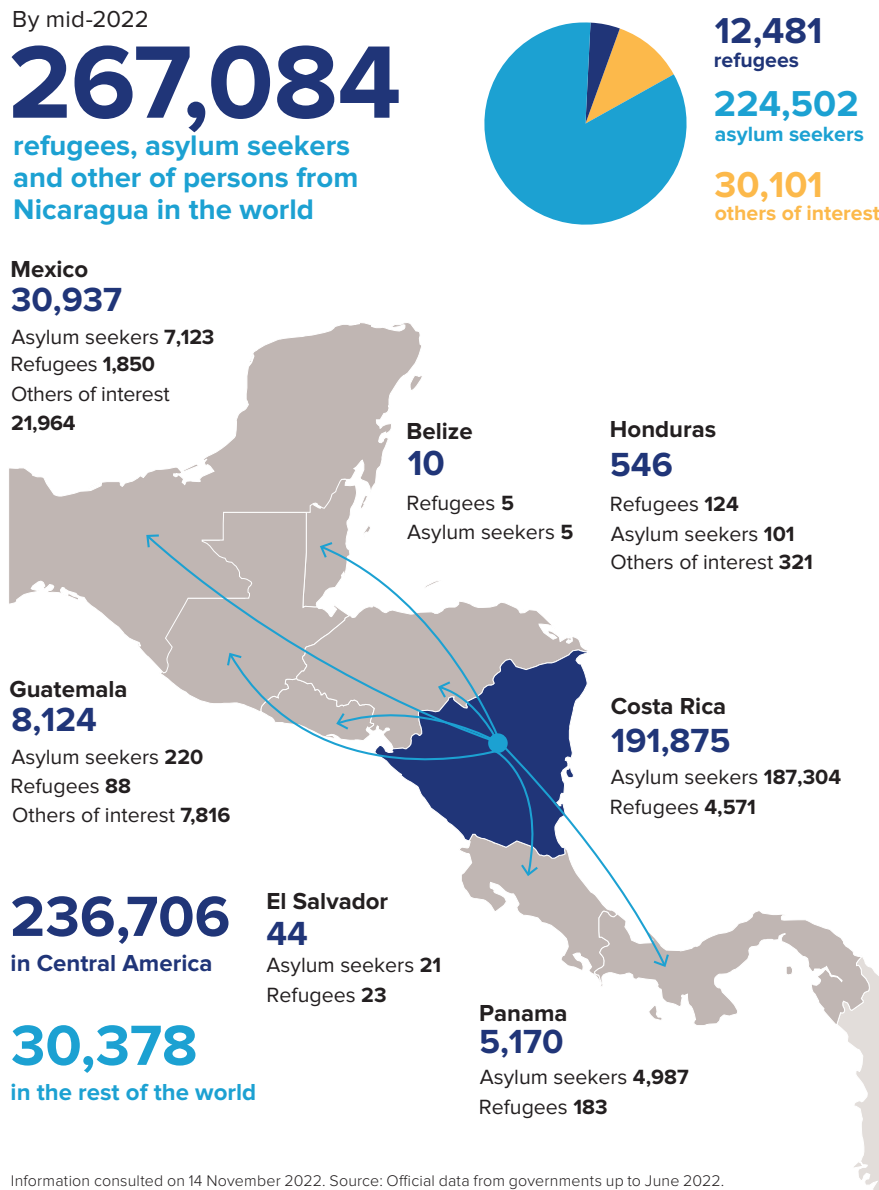 By mid-2022
267,084
refugees, asylum seekers
and other of persons from
Nicaragua in the world
12,481
refugees
224,502
asylum seekers
30,101
others of interest
Mexico
30,937
Asylum seekers 7,123
Refugees 1,850
Others of interest
21,964
Belize
10
Refugees 5
Asylum seekers 5
Honduras
546
Refugees 124
Asylum seekers 101
Others of interest 321
Guatemala
8,124
Asylum seekers 220
Refugees 88
Others of interest 7,816
Costa Rica
191,875
Asylum seekers 187,304
Refugees 4,571
236,706
in Central America
El Salvador
44
Asylum seekers 21
Refugees 23
30,378
in the rest of the world
Panama
5,170
Asylum seekers 4,987
Refugees 183
Information consulted on 14 November 2022. Source: Official data from governments up to June 2022.